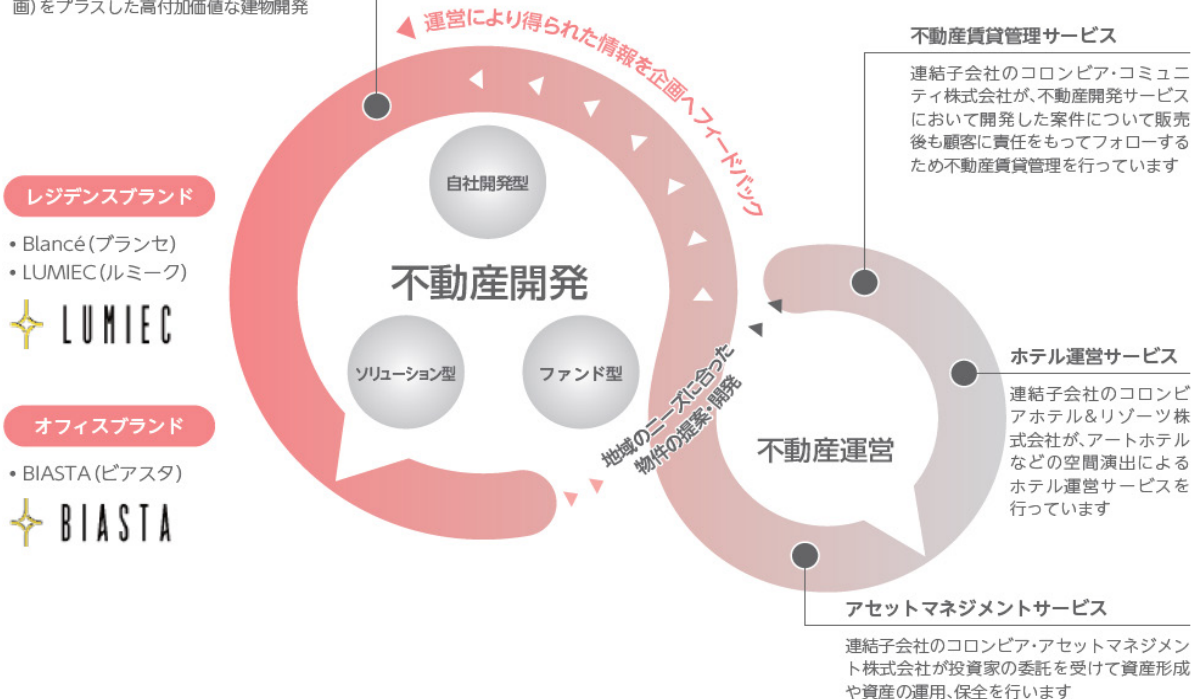 画)をプラスした高付加価値な建物開発
運営により得られた情報を企画へフィードバック
レジデンスブランド
• Blancé(ブランセ)
• LUMIEC(ルミーク)
LUMIEC
オフィスブランド
• BIASTA(ビアスタ)
BIASTA
自社開発型
不動産開発
ソリューション型
ファンド型
地域のニーズに合った
物件の提案・開発
不動産運営
不動産賃貸管理サービス
連結子会社のコロンビア・コミュニ
ティ株式会社が、不動産開発サービス
において開発した案件について販売
後も顧客に責任をもってフォローする
ため不動産賃貸管理を行っています
ホテル運営サービス
連結子会社のコロンビ
アホテル&リゾーツ株
式会社が、アートホテル
などの空間演出による
ホテル運営サービスを
行っています
アセットマネジメントサービス
連結子会社のコロンビア・アセットマネジメン
ト株式会社が投資家の委託を受けて資産形成
や資産の運用、保全を行います